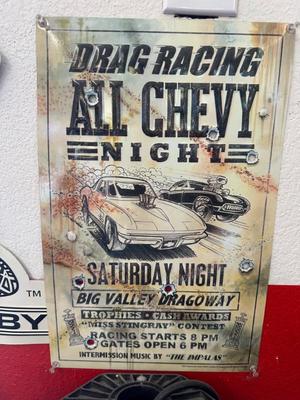 DRAG RACING
ALL CHEVY
NIGHT
SATURDAY NIGHT
BIG VALLEY DRAGOWAY
TROPHIES • CASH AWARDS
"MISS STINGRAY" CONTEST
RACING STARTS 8 PM
GATES OPEN 6 PM
INTERMISSION MUSIC BY "THE IMPALAS"
TM
BY